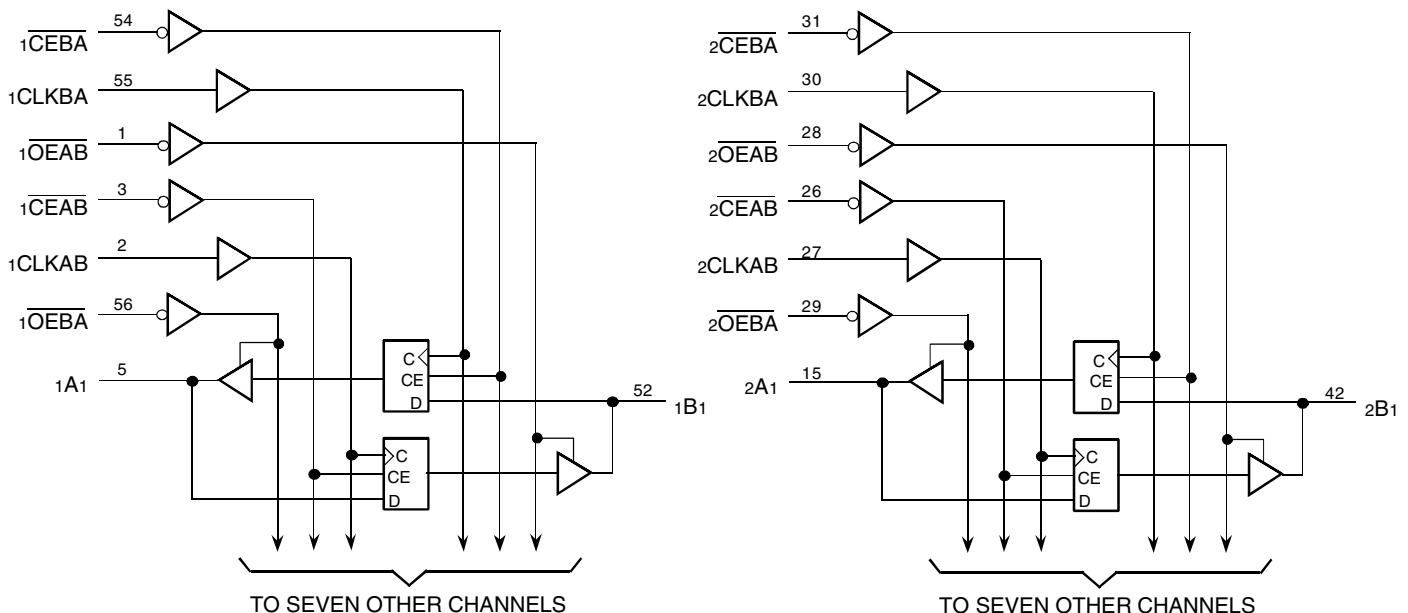 54
1CEBA
55
1CLKBA
1
1OEAB
3
1CEAB
2
1CLKAB
56
1OEBA
5
1A1
C
CE
D
52
1B1
C
CE
D
TO SEVEN OTHER CHANNELS
31
2CEBA
30
2CLKBA
28
2OEAB
26
2CEAB
27
2CLKAB
29
2OEBA
15
2A1
C
CE
D
42
2B1
C
CE
D
TO SEVEN OTHER CHANNELS